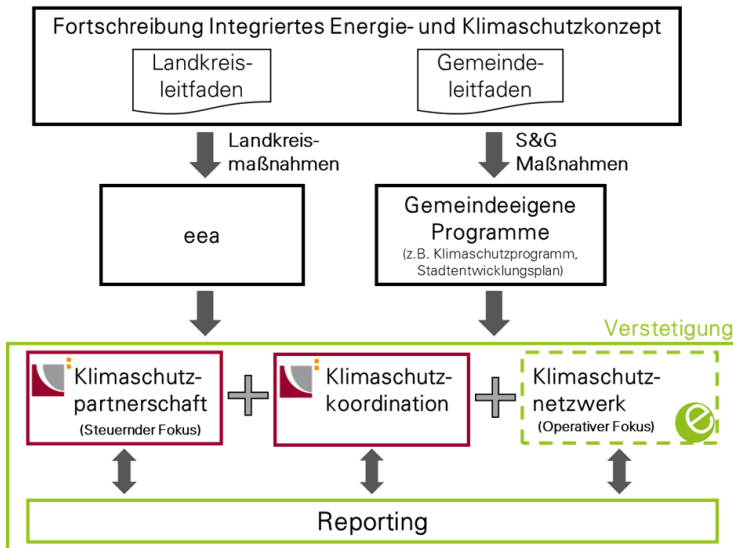 Fortschreibung Integriertes Energie- und Klimaschutzkonzept
Landkreis-
leitfaden
Gemeinde-
leitfaden
Landkreis-
maßnahmen
S&G
Maßnahmen
eea
Gemeindeeigene
Programme
(z.B. Klimaschutzprogramm,
Stadtentwicklungsplan)
Verstetigung
Klimaschutz-
partnerschaft
(Steuernder Fokus)
Klimaschutz-
koordination
Klimaschutz-
netzwerk
(Operativer Fokus)
e
Reporting